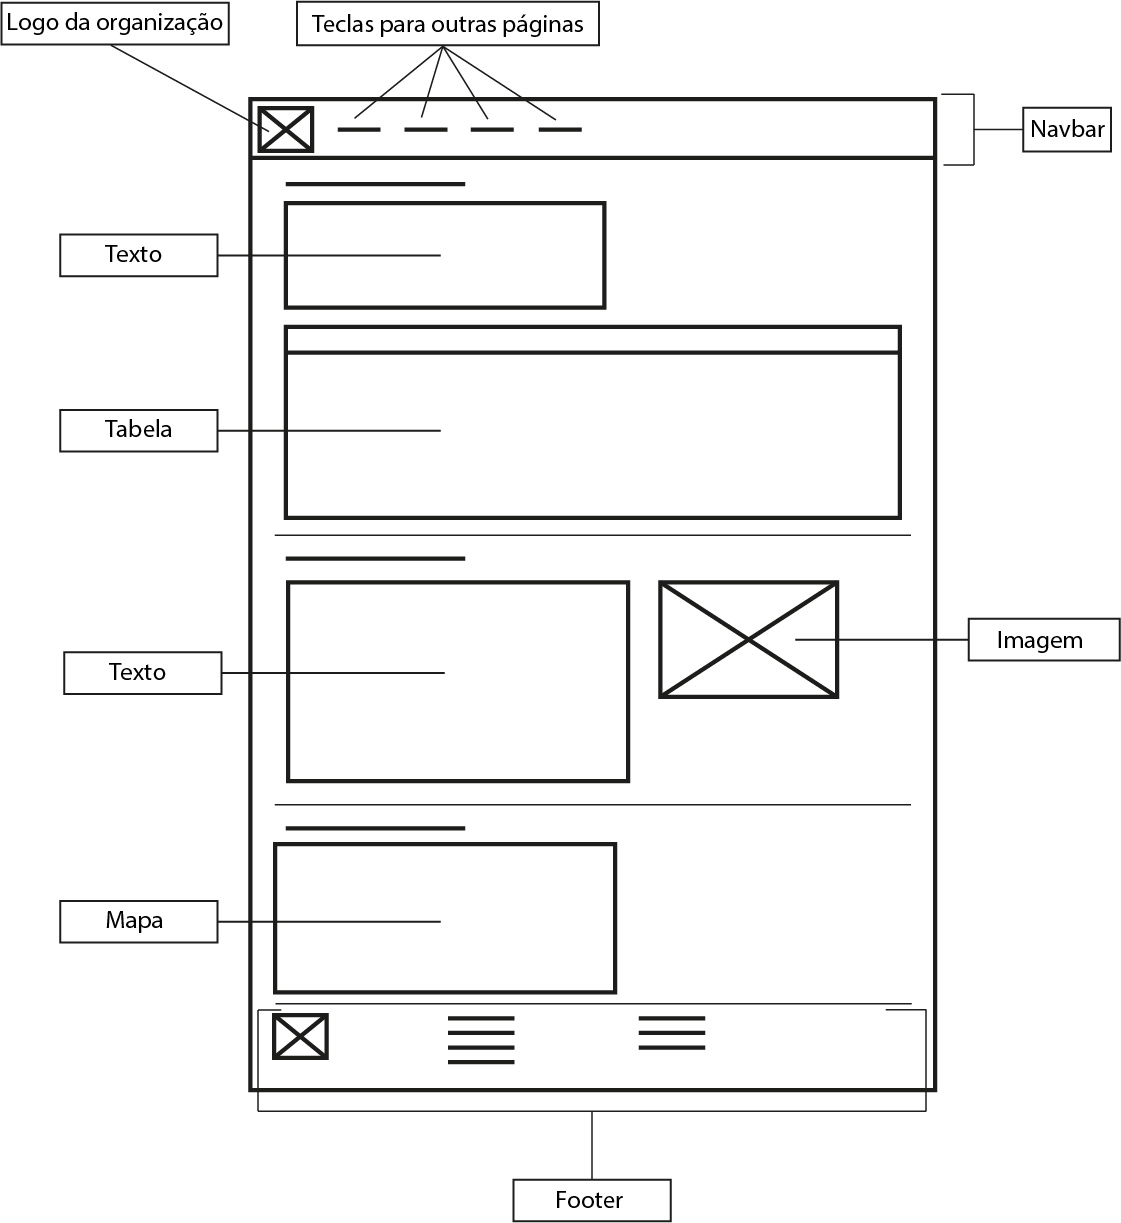 Logo da organização
Teclas para outras páginas
Navbar
Texto
Tabela
Imagem
Texto
Mapa
Footer